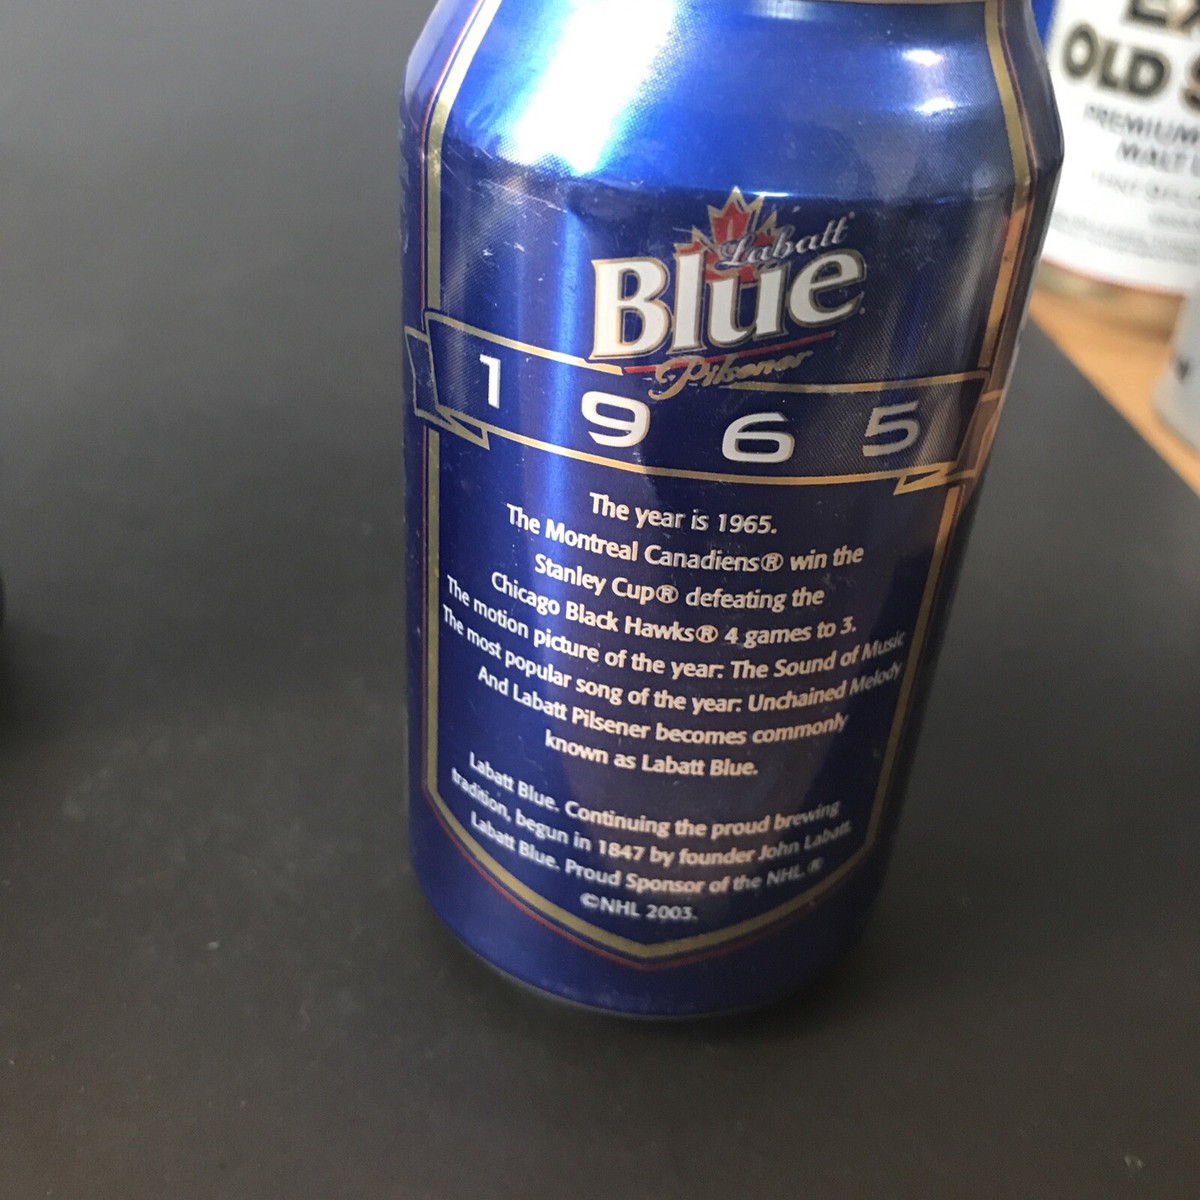 Labatt
Blue
Pilsener
1965
The year is 1965.
The Montreal Canadiens® win the
Stanley Cup® defeating the
Chicago Black Hawks® 4 games to 3.
The motion picture of the year: The Sound of Music
The most popular song of the year: Unchained Melody
And Labatt Pilsener becomes commonly
known as Labatt Blue.
Labatt Blue. Continuing the proud brewing
tradition, begun in 1847 by founder John Labatt.
Labatt Blue. Proud Sponsor of the NHL.®
©NHL 2003.
OLD
PREMIUM
MALT